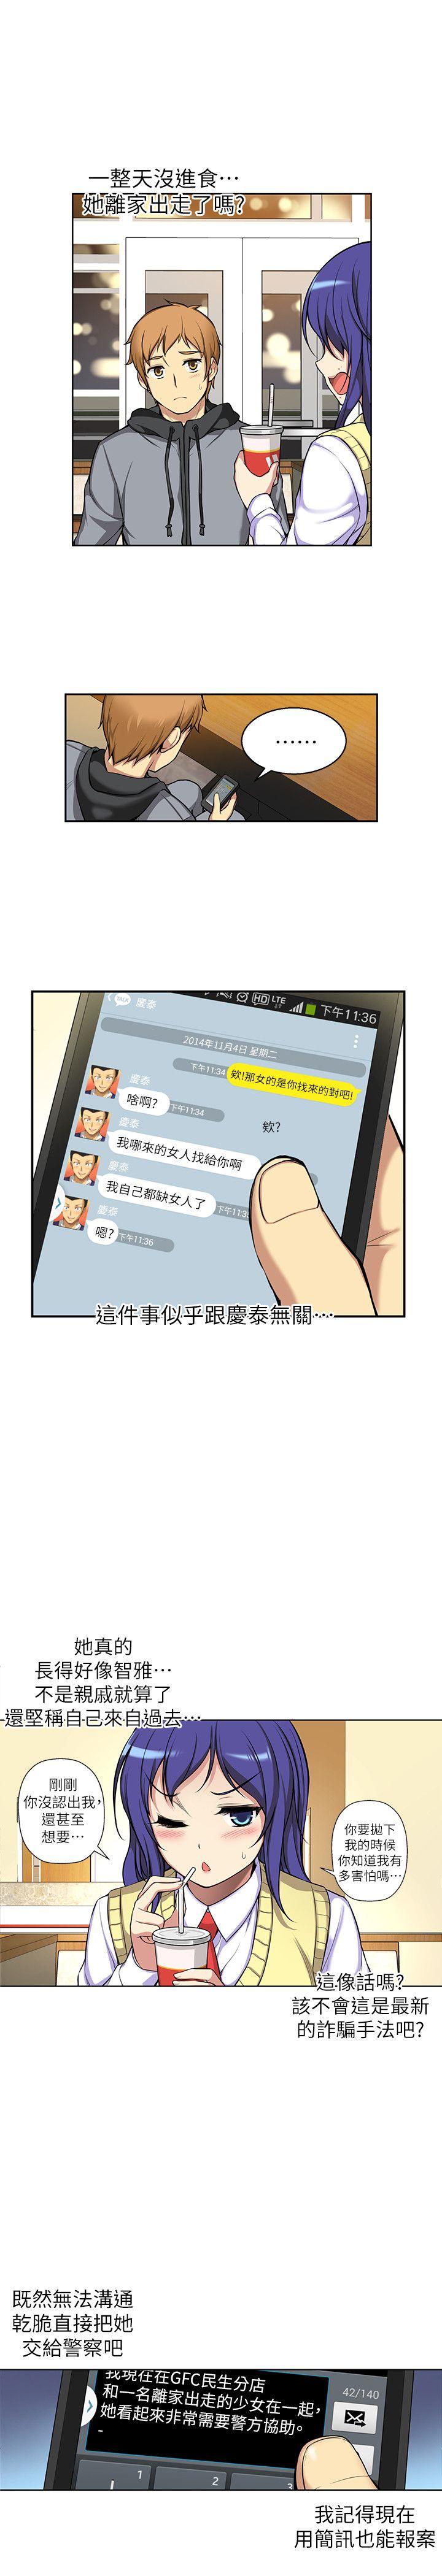 一整天沒進食…
她離家出走了嗎?
……
TALK 慶泰
HD LTE 下午11:36
2014年11月4日 星期二
下午11:34 欸!那女的是你找來的對吧!
慶泰
啥啊? 下午11:34
欸?
慶泰
我哪來的女人找給你啊
慶泰
我自己都缺女人了 下午11:35
慶泰
嗯? 下午11:36
這件事似乎跟慶泰無關…
她真的
長得好像智雅…
不是親戚就算了
還堅稱自己來自過去…
剛剛
你沒認出我,
還甚至
想要…
你要拋下
我的時候
你知道我有
多害怕嗎…
這像話嗎?
該不會這是最新
的詐騙手法吧?
既然無法溝通
乾脆直接把她
交給警察吧
我現在在GFC民生分店
和一名離家出走的少女在一起,
她看起來非常需要警方協助。
-
42/140
1
2
3
我記得現在
用簡訊也能報案